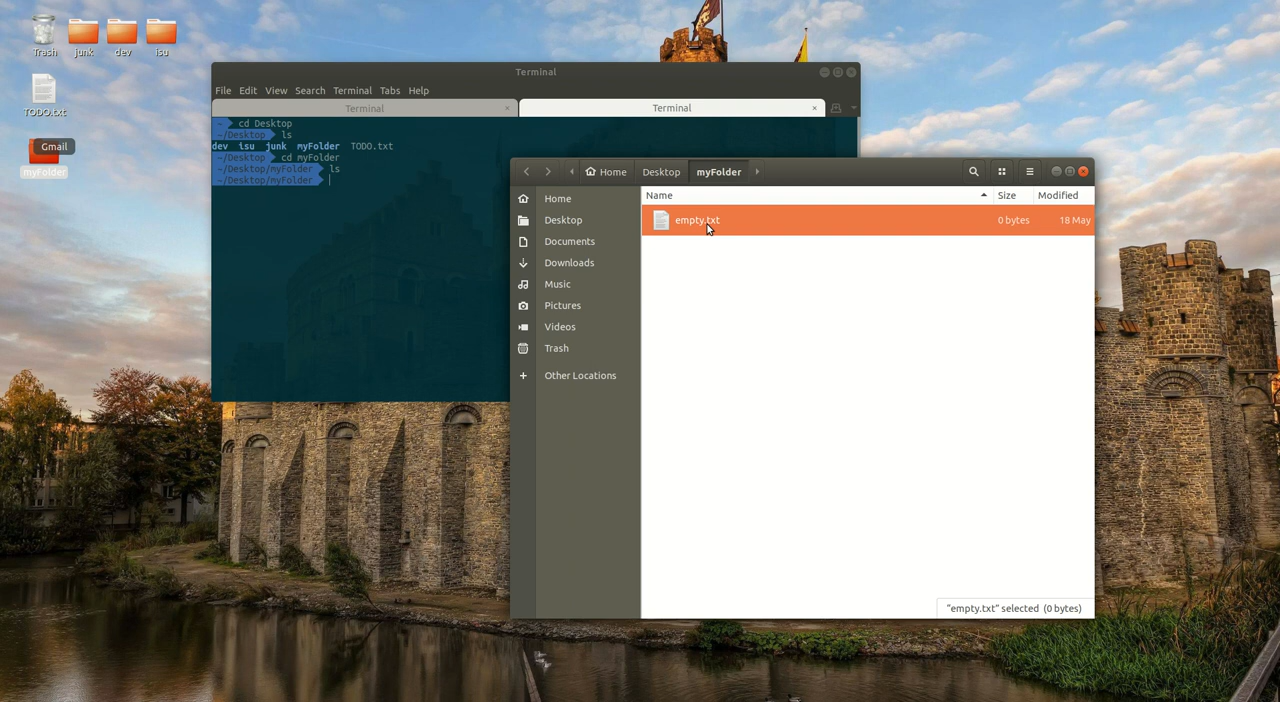 Trash
junk
dev
isu
TODO.txt
Gmail
myFolder
Terminal
File Edit View Search Terminal Tabs Help
Terminal × Terminal ×
~ cd Desktop
~/Desktop ls
dev isu junk myFolder TODO.txt
~/Desktop cd myFolder
~/Desktop/myFolder ls
~/Desktop/myFolder
Home Desktop myFolder
Home
Desktop
Documents
Downloads
Music
Pictures
Videos
Trash
+ Other Locations
Name Size Modified
empty.txt 0 bytes 18 May
"empty.txt" selected (0 bytes)